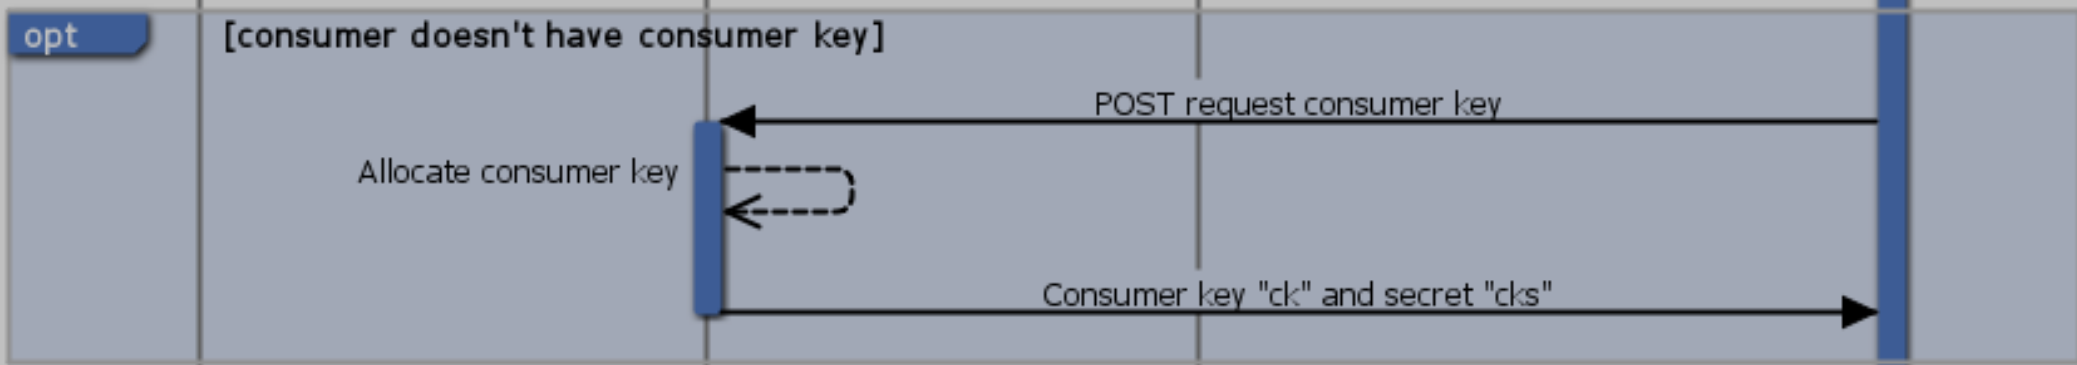 opt
[consumer doesn't have consumer key]
POST request consumer key
Allocate consumer key
Consumer key "ck" and secret "cks"